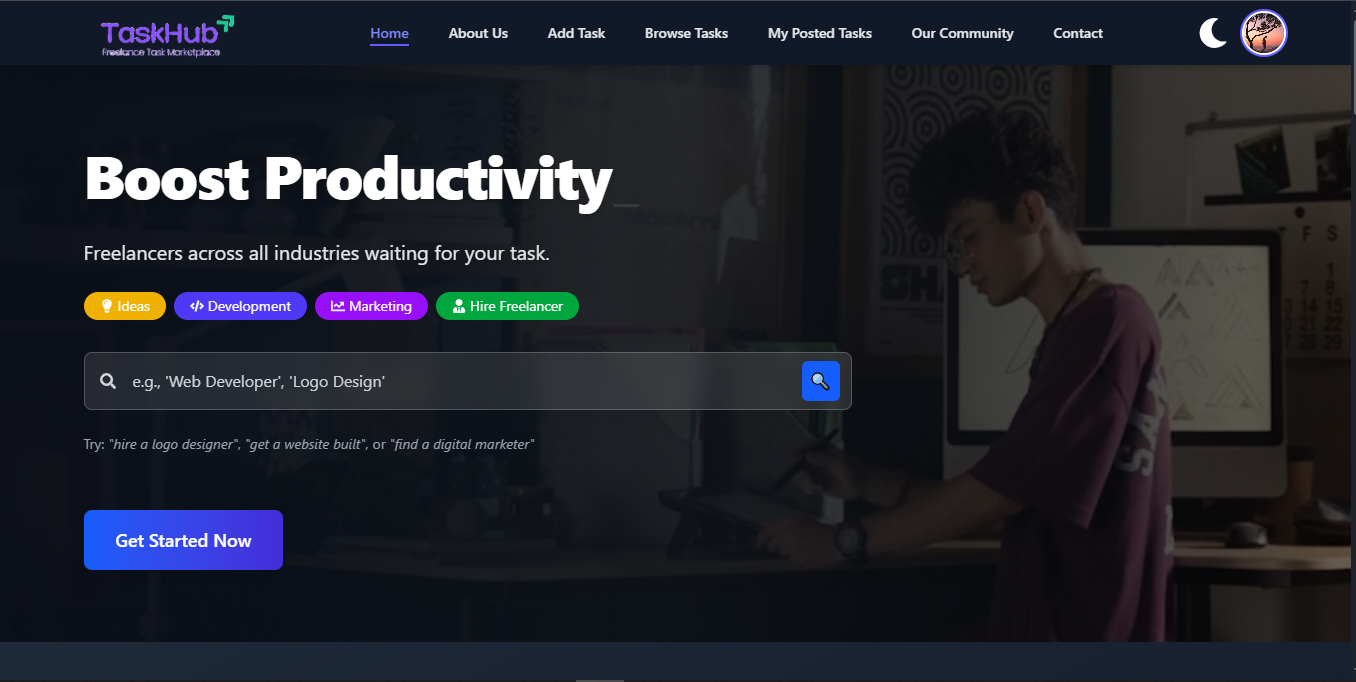 TaskHub
Freelance Task Marketplace
Home About Us Add Task Browse Tasks My Posted Tasks Our Community Contact
Boost Productivity_
Freelancers across all industries waiting for your task.
Ideas Development Marketing Hire Freelancer
e.g., 'Web Developer', 'Logo Design'
Try: "hire a logo designer", "get a website built", or "find a digital marketer"
Get Started Now